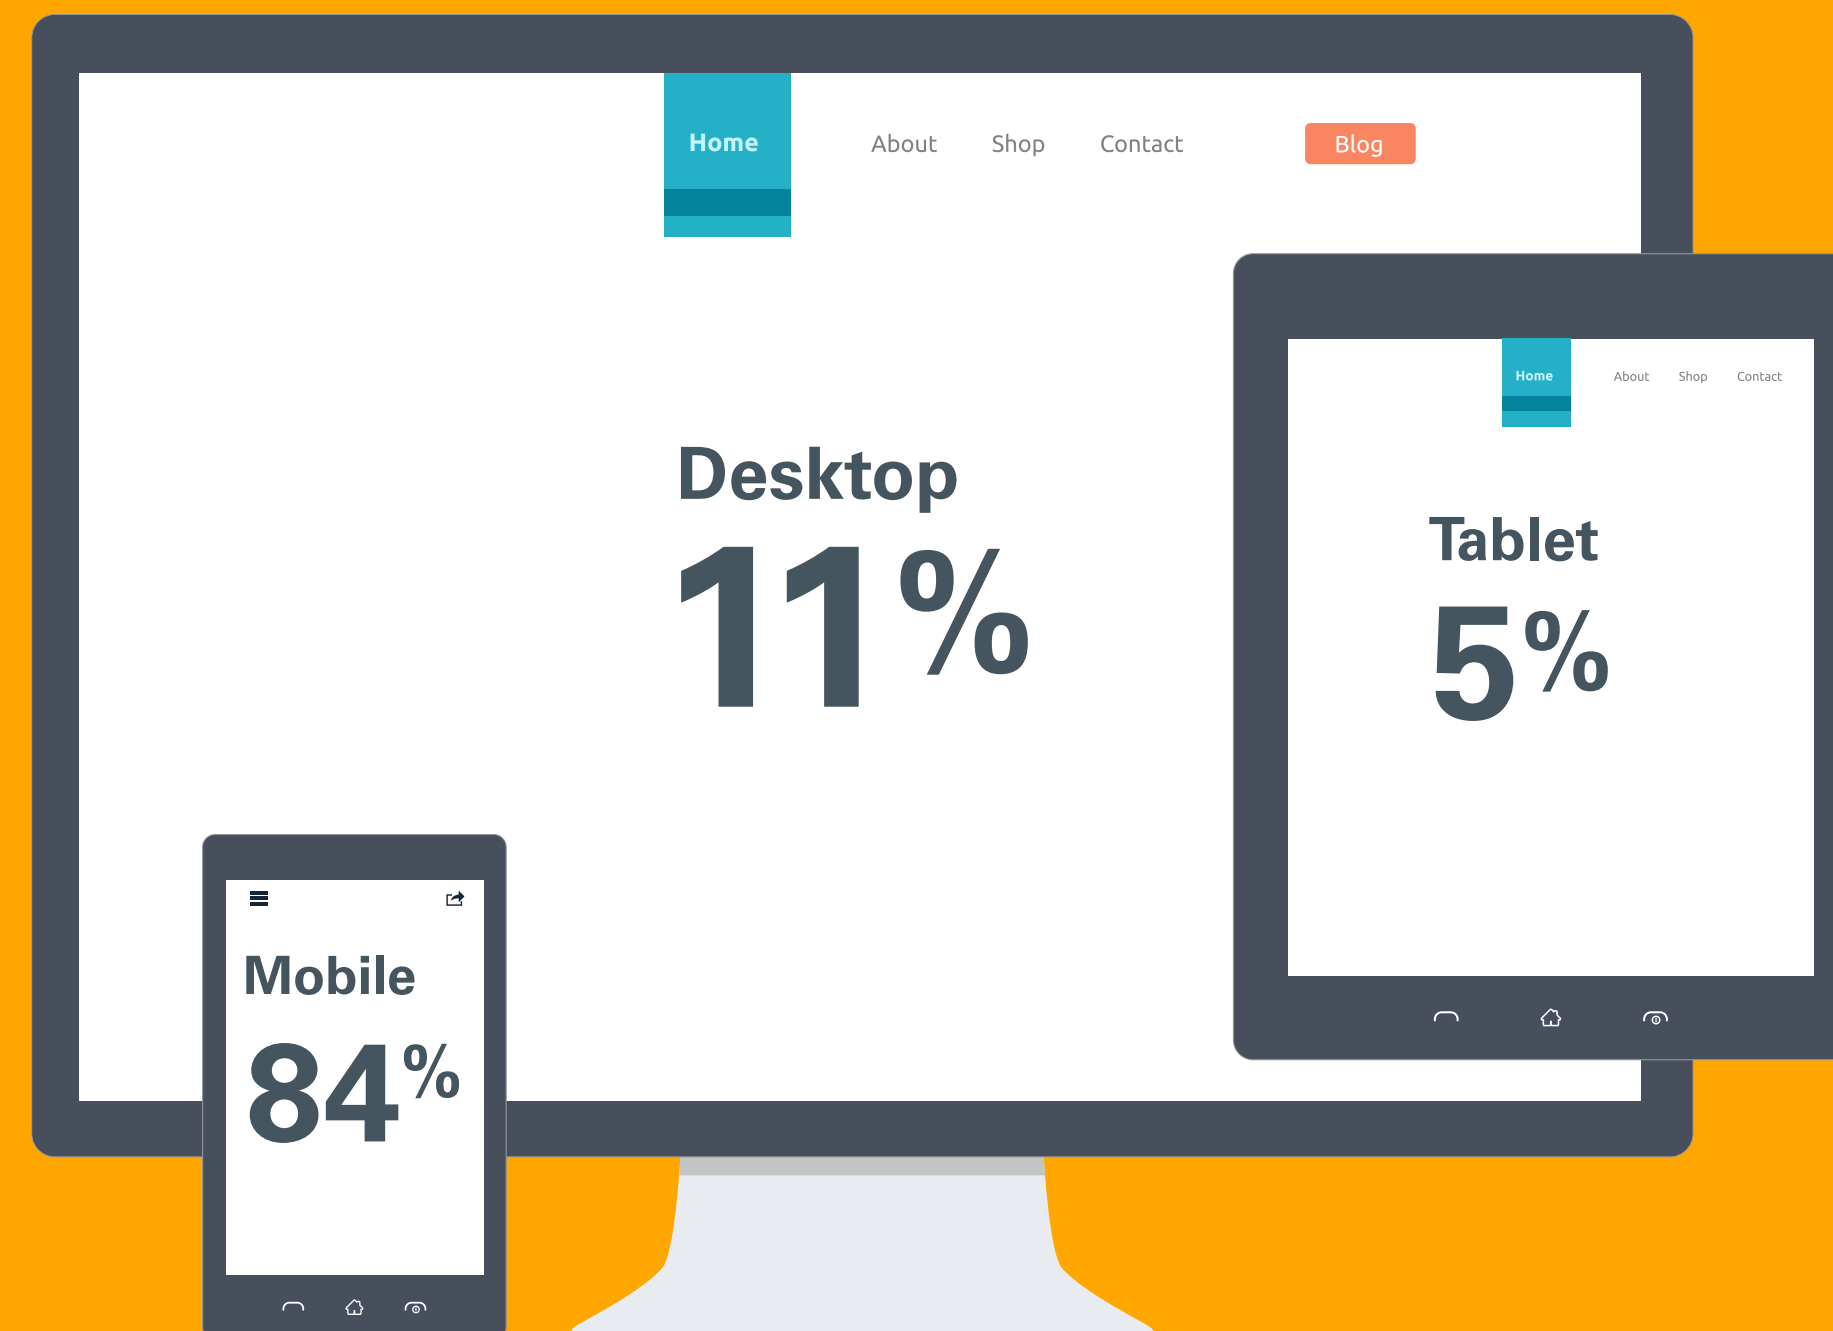 Home About Shop Contact Blog
Desktop
11%
Home About Shop Contact
Tablet
5%
Mobile
84%